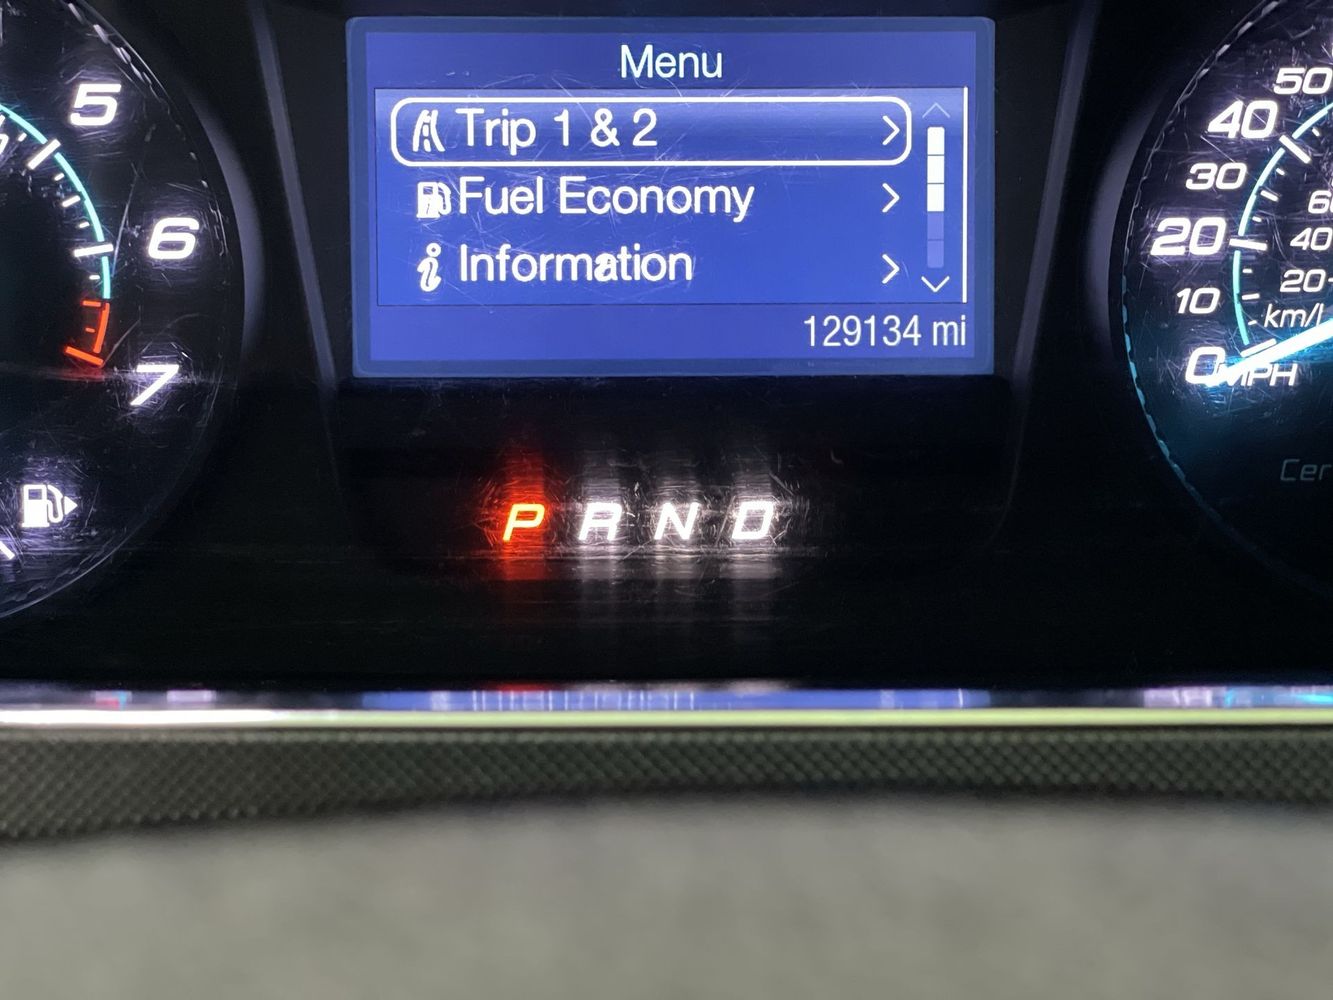 Menu
Trip 1 & 2
Fuel Economy
Information
129134 mi
5
6
7
P R N D
50
40
30
20
10
0
MPH
40
20
km/
Cer